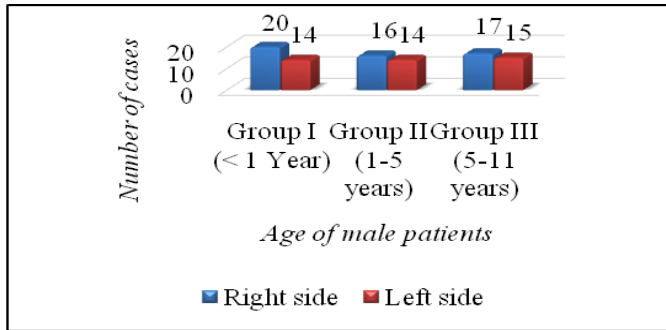 20 14 16 14 17 15
20
10
0
Number of cases
Group I Group II Group III
(< 1 Year) (1-5 (5-11
years) years)
Age of male patients
Right side Left side